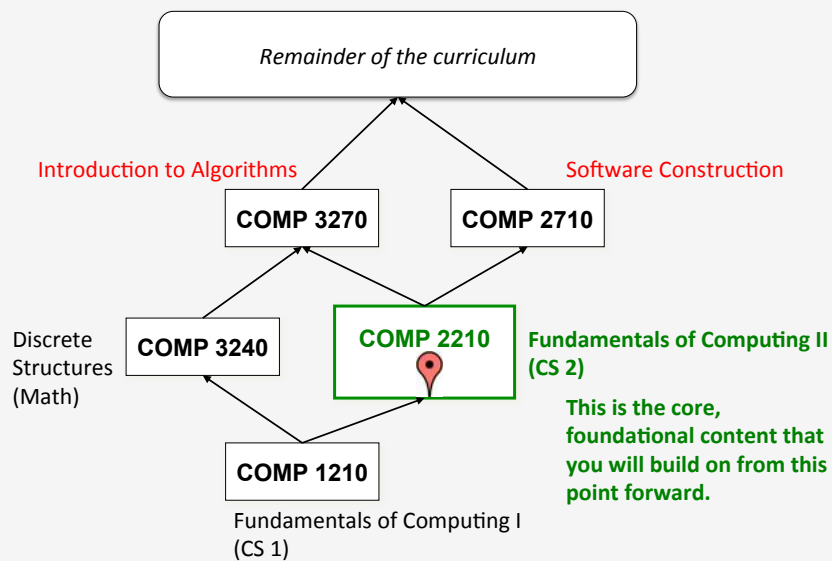 Remainder of the curriculum
Introduction to Algorithms
Software Construction
COMP 3270
COMP 2710
Discrete
Structures
(Math)
COMP 3240
COMP 2210
Fundamentals of Computing II
(CS 2)
This is the core,
foundational content that
you will build on from this
point forward.
COMP 1210
Fundamentals of Computing I
(CS 1)